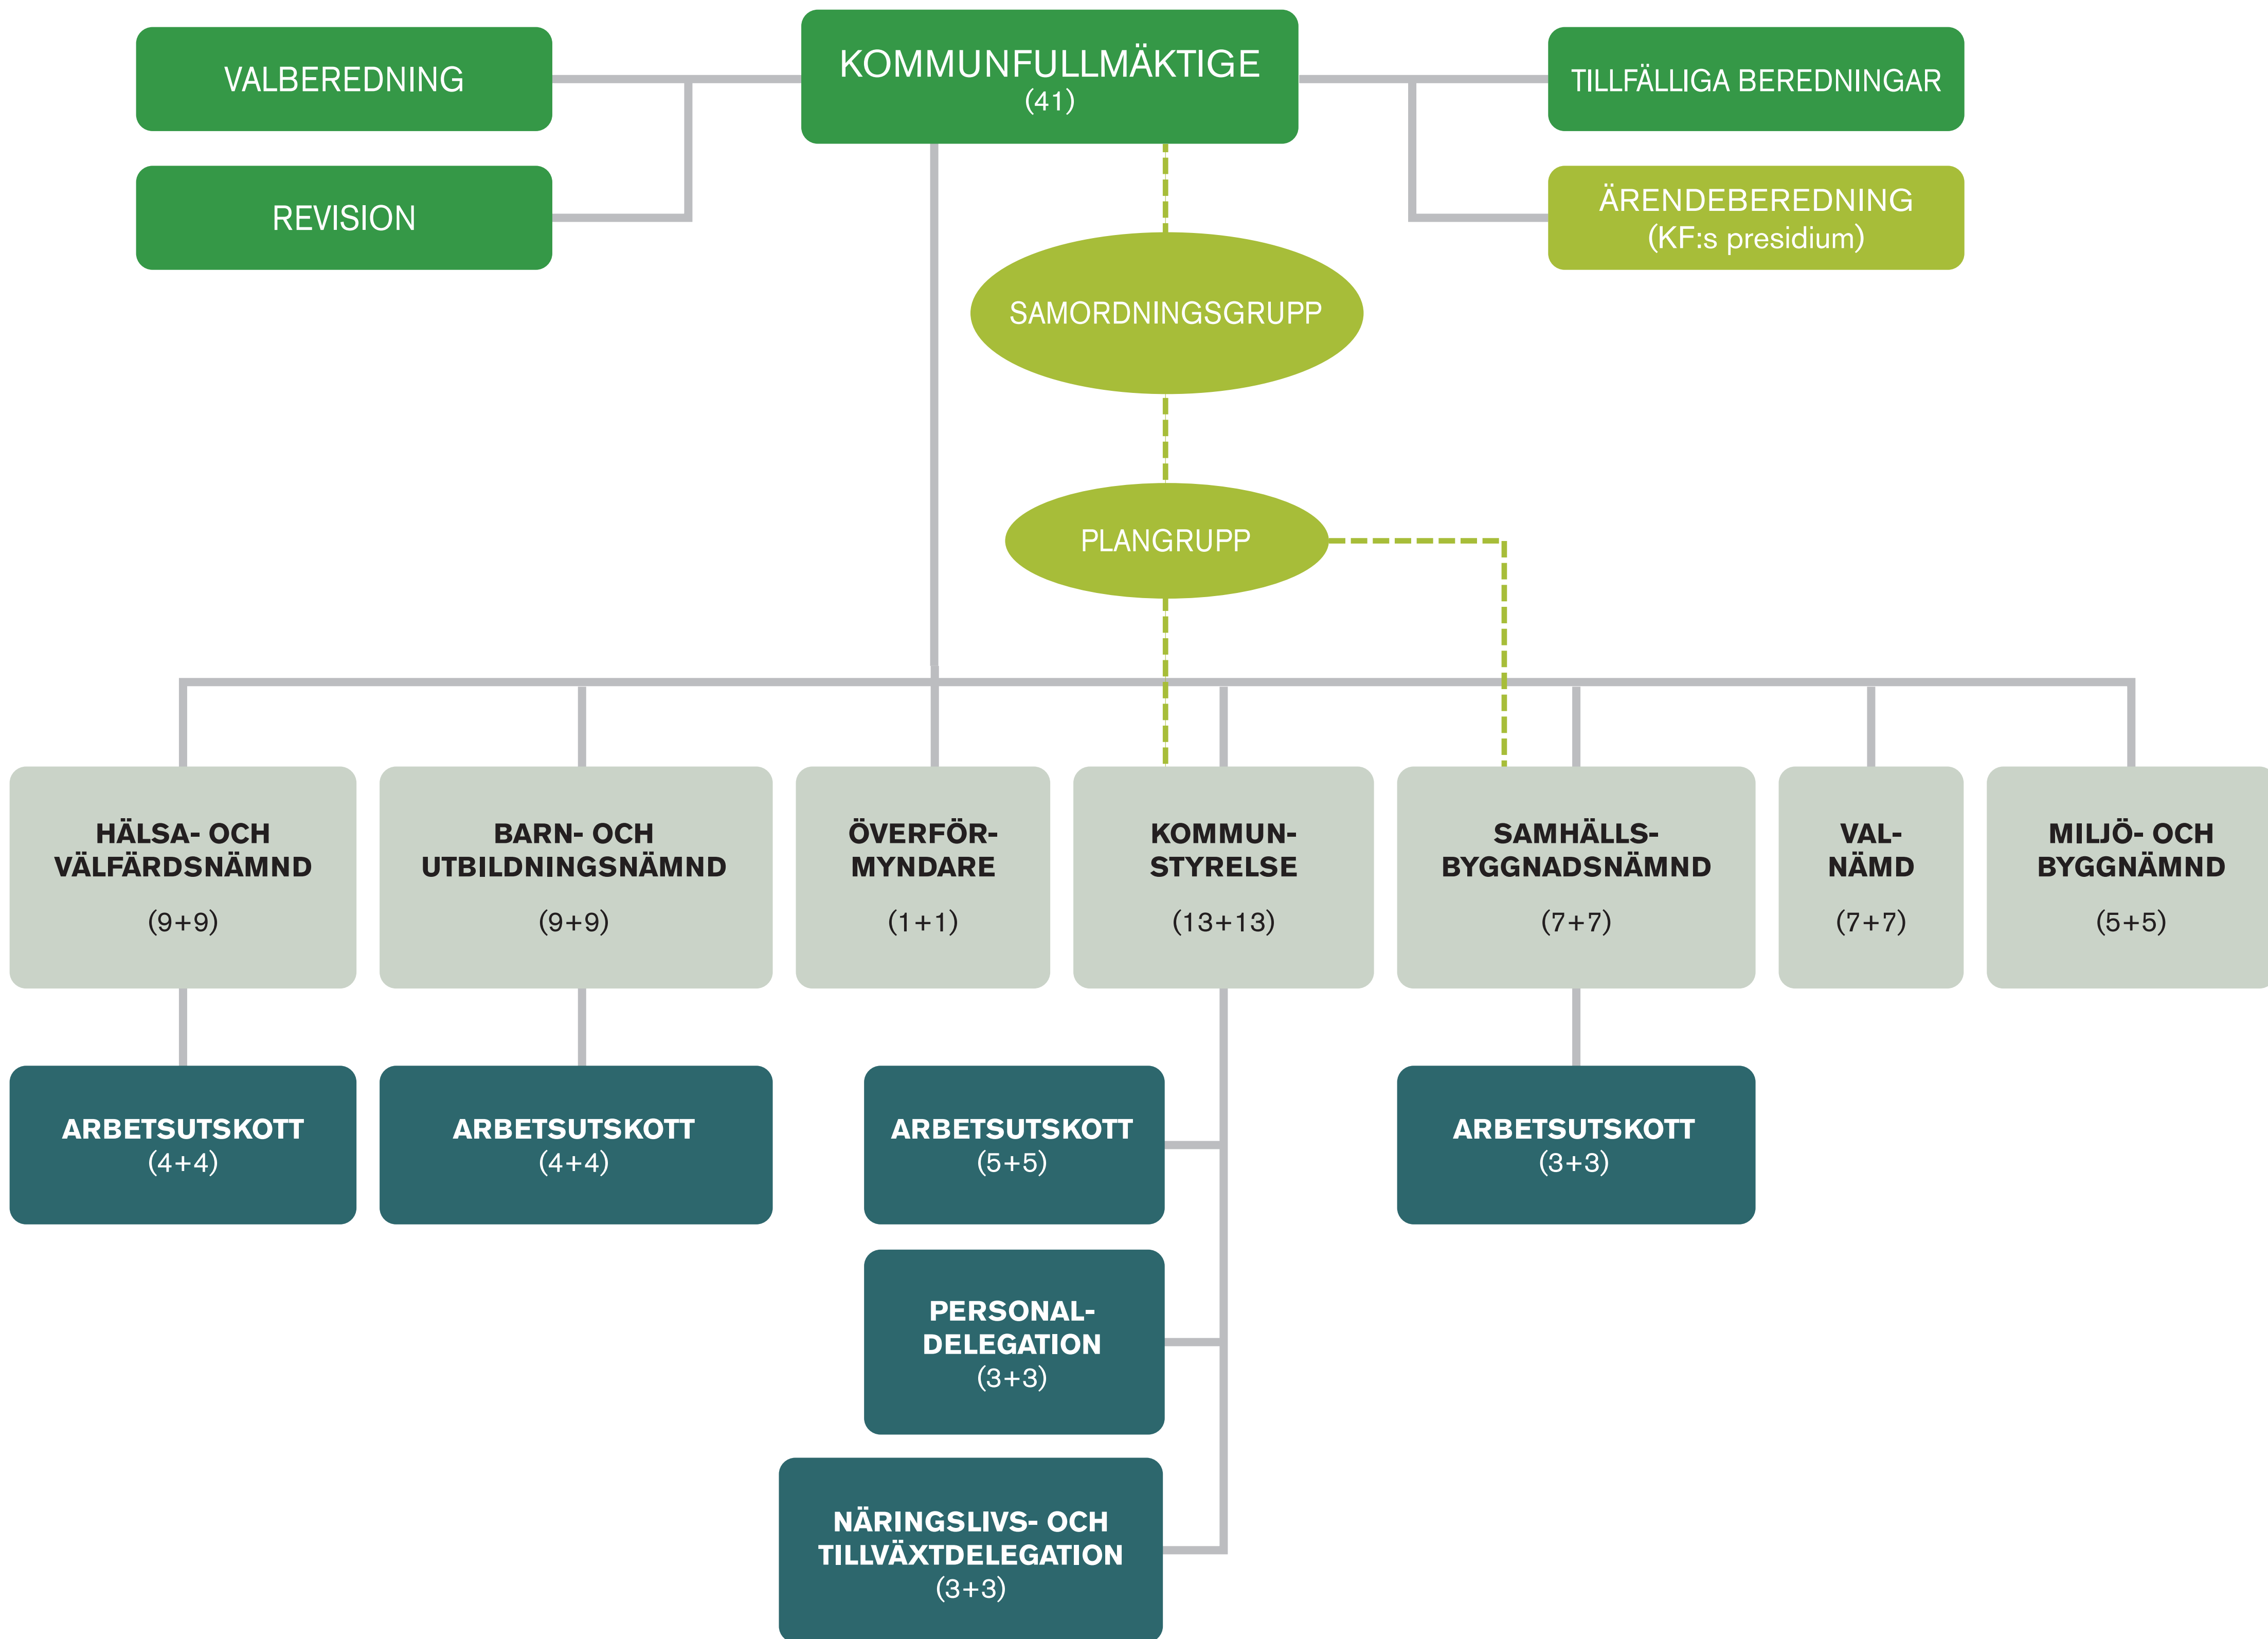 VALBEREDNING
KOMMUNFULLMÄKTIGE
(41)
TILLFÄLLIGA BEREDNINGAR
REVISION
ÄRENDEBEREDNING
(KF:s presidium)
SAMORDNINGSGRUPP
PLANGRUPP
HÄLSA- OCH
VÄLFÄRDSNÄMND
(9+9)
BARN- OCH
UTBILDNINGSNÄMND
(9+9)
ÖVERFÖR-
MYNDARE
(1+1)
KOMMUN-
STYRELSE
(13+13)
SAMHÄLLS-
BYGGNADSNÄMND
(7+7)
VAL-
NÄMD
(7+7)
MILJÖ- OCH
BYGGNÄMND
(5+5)
ARBETSUTSKOTT
(4+4)
ARBETSUTSKOTT
(4+4)
ARBETSUTSKOTT
(5+5)
ARBETSUTSKOTT
(3+3)
PERSONAL-
DELEGATION
(3+3)
NÄRINGSLIVS- OCH
TILLVÄXTDELEGATION
(3+3)